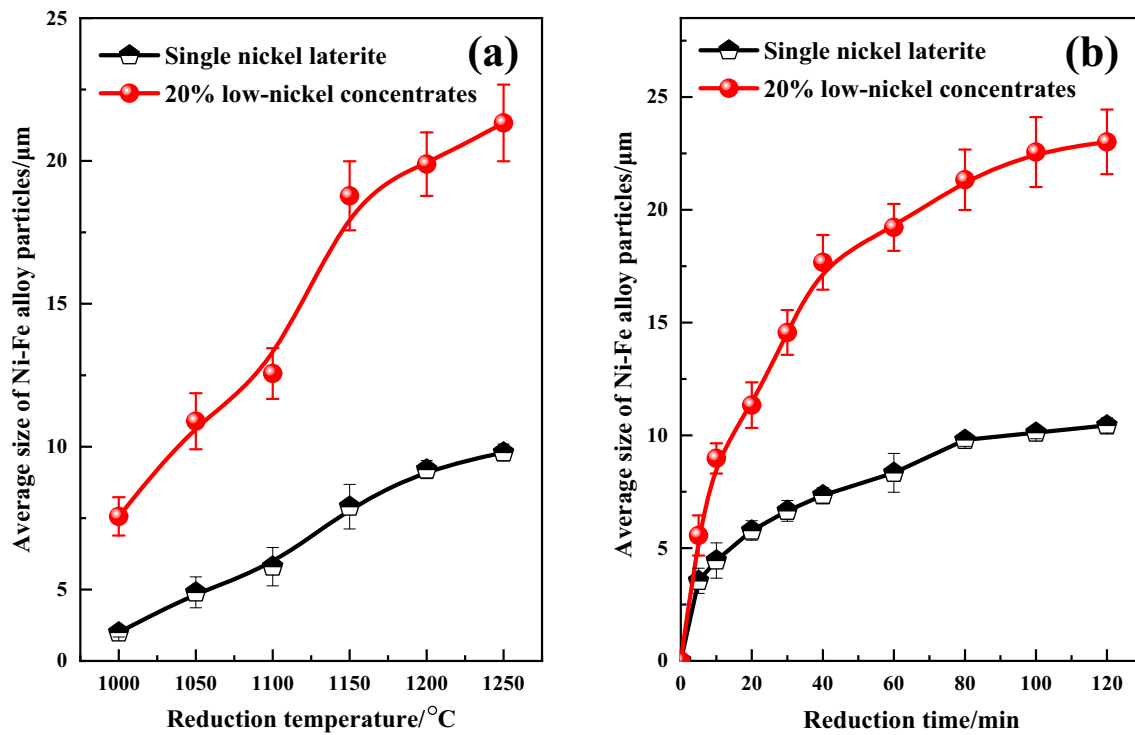 25
20
15
10
5
0
Average size of Ni-Fe alloy particles/μm
Single nickel laterite
20% low-nickel concentrates
(a)
1000 1050 1100 1150 1200 1250
Reduction temperature/°C
25
20
15
10
5
0
Average size of Ni-Fe alloy particles/μm
Single nickel laterite
20% low-nickel concentrates
(b)
0 20 40 60 80 100 120
Reduction time/min